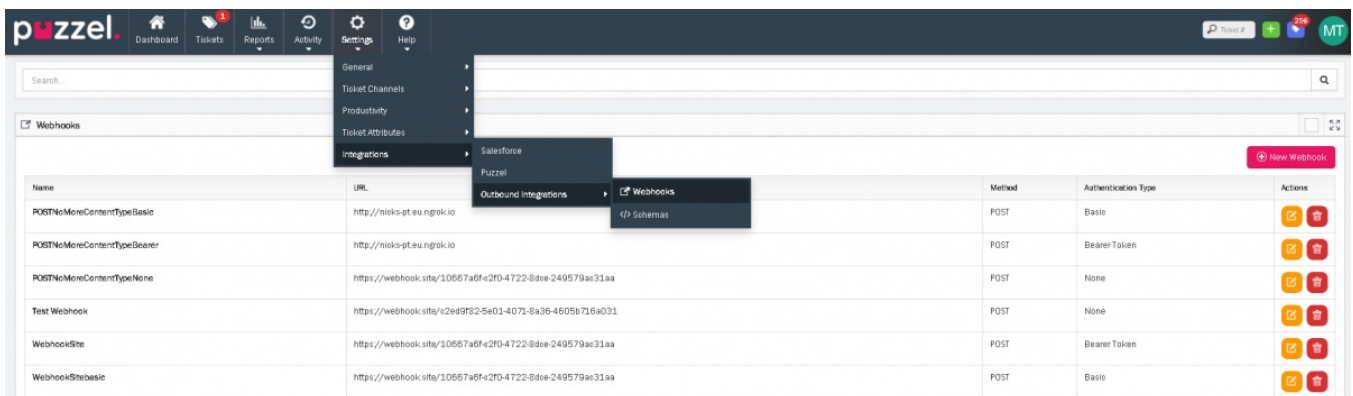 puzzel.
Dashboard
Tickets
1
Reports
Activity
Settings
Help
Ticket #
256
MT
General
Ticket Channels
Productivity
Ticket Attributes
Integrations
Salesforce
Puzzel
Outbound Integrations
Webhooks
</> Schemas
Search...
Webhooks
New Webhook
Name URL Method Authentication Type Actions
POSTNoMoreContentTypeBasic http://nicks-pt.eu.ngrok.io POST Basic
POSTNoMoreContentTypeBearer http://nicks-pt.eu.ngrok.io POST Bearer Token
POSTNoMoreContentTypeNone https://webhook.site/10667a6f-c2f0-4722-8dce-249579ac31aa POST None
Test Webhook https://webhook.site/c2ed9f82-5e01-4071-8a36-4605b716a031 POST None
WebhookSite https://webhook.site/10667a6f-c2f0-4722-8dce-249579ac31aa POST Bearer Token
WebhookSitebasic https://webhook.site/10667a6f-c2f0-4722-8dce-249579ac31aa POST Basic